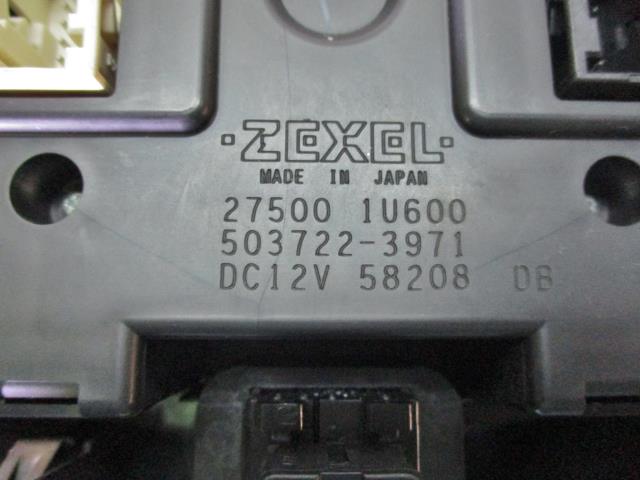 ·ZEXEL·
MADE IN JAPAN
27500 1U600
503722-3971
DC12V 58208 DB